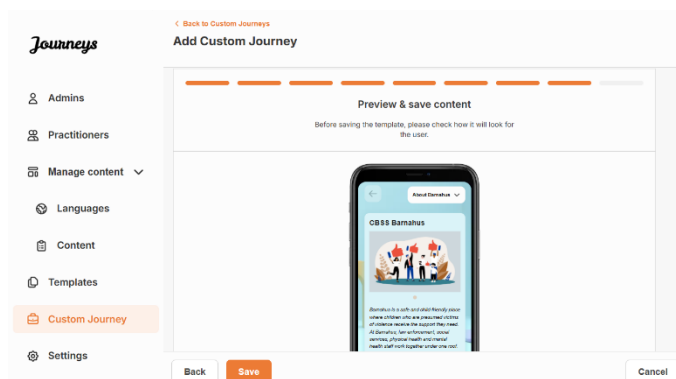 Journeys
Admins
Practitioners
Manage content
Languages
Content
Templates
Custom Journey
Settings
Back to Custom Journeys
Add Custom Journey
Preview & save content
Before saving the template, please check how it will look for
the user.
About Barnahus
CBSS Barnahus
Barnahus is a safe and child friendly place
where children who are presumed victims
of violence receive the support they need.
At Barnahus, law enforcement, social
services, physical health and mental
health staff work together under one roof
Back
Save
Cancel